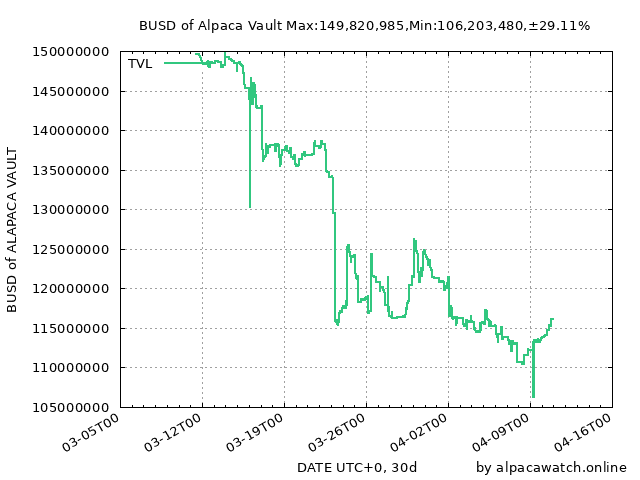 BUSD of Alpaca Vault Max:149,820,985,Min:106,203,480,±29.11%
150000000
TVL
145000000
140000000
135000000
130000000
125000000
120000000
115000000
110000000
105000000
BUSD of ALAPACA VAULT
03-05T00
03-12T00
03-19T00
03-26T00
04-02T00
04-09T00
04-16T00
DATE UTC+0, 30d
by alpacawatch.online